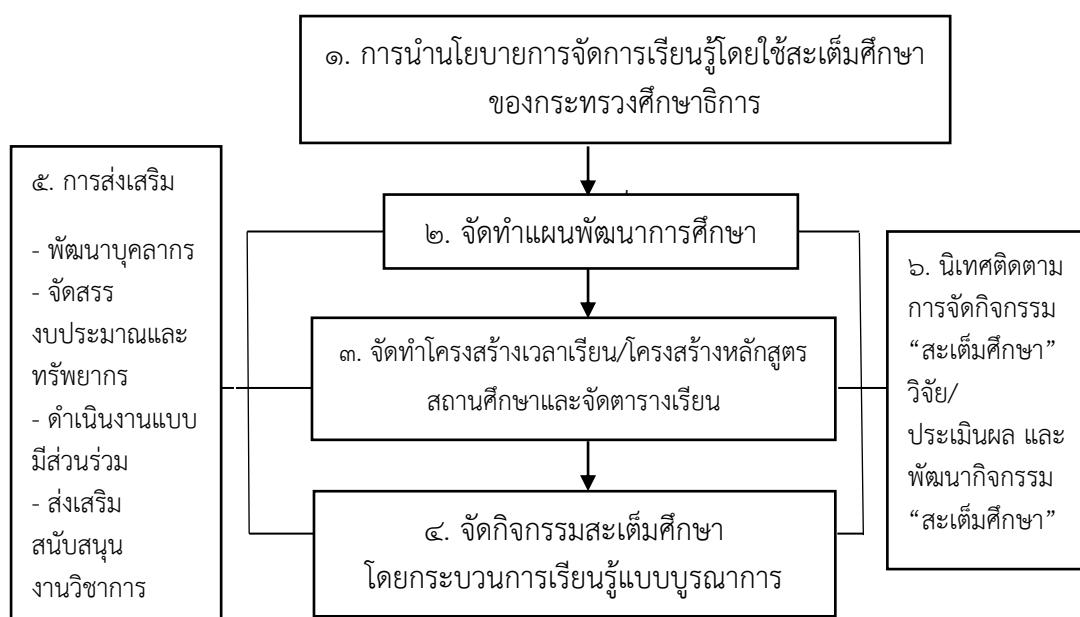 ๑. การนำนโยบายการจัดการเรียนรู้โดยใช้สะเต็มศึกษา
ของกระทรวงศึกษาธิการ
๒. จัดทำแผนพัฒนาการศึกษา
๓. จัดทำโครงสร้างเวลาเรียน/โครงสร้างหลักสูตร
สถานศึกษาและจัดตารางเรียน
๔. จัดกิจกรรมสะเต็มศึกษา
โดยกระบวนการเรียนรู้แบบบูรณาการ
๕. การส่งเสริม
- พัฒนาบุคลากร
- จัดสรร
งบประมาณและ
ทรัพยากร
- ดำเนินงานแบบ
มีส่วนร่วม
- ส่งเสริม
สนับสนุน
งานวิชาการ
๖. นิเทศติดตาม
การจัดกิจกรรม
“สะเต็มศึกษา”
วิจัย/
ประเมินผล และ
พัฒนากิจกรรม
“สะเต็มศึกษา”